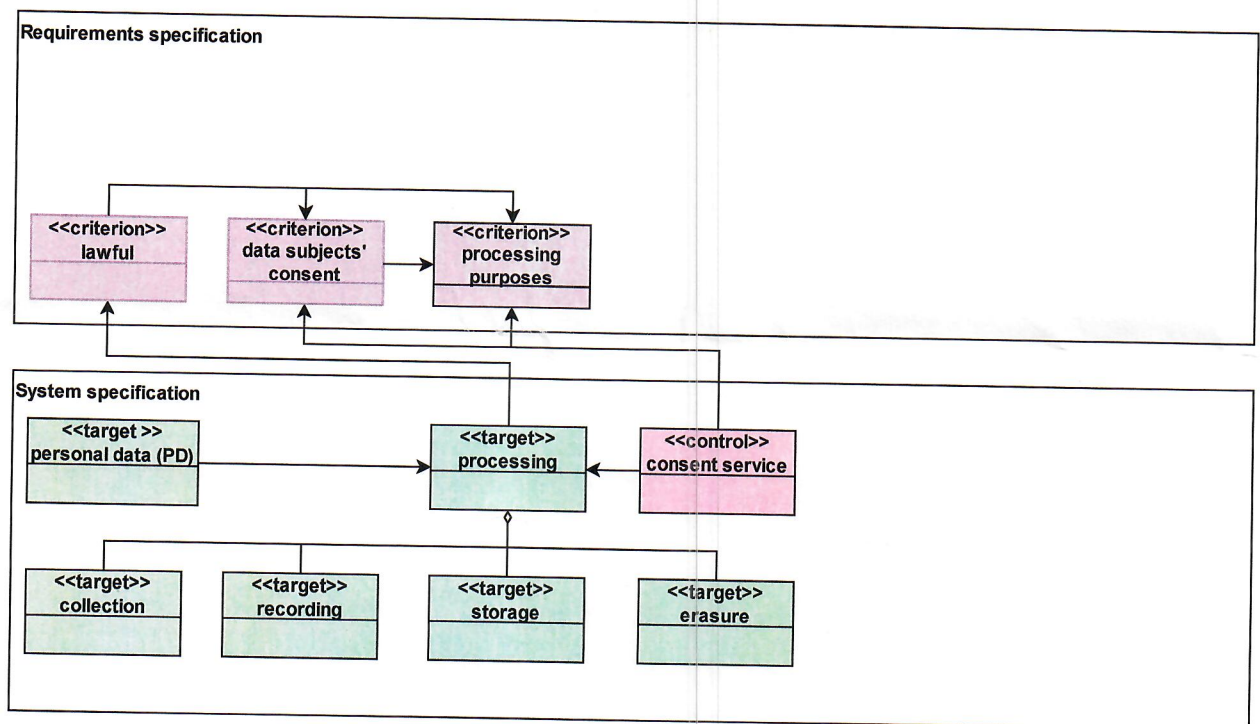 Requirements specification
<<criterion>>
lawful
<<criterion>>
data subjects'
consent
<<criterion>>
processing
purposes
System specification
<<target >>
personal data (PD)
<<target>>
processing
<<control>>
consent service
<<target>>
collection
<<target>>
recording
<<target>>
storage
<<target>>
erasure